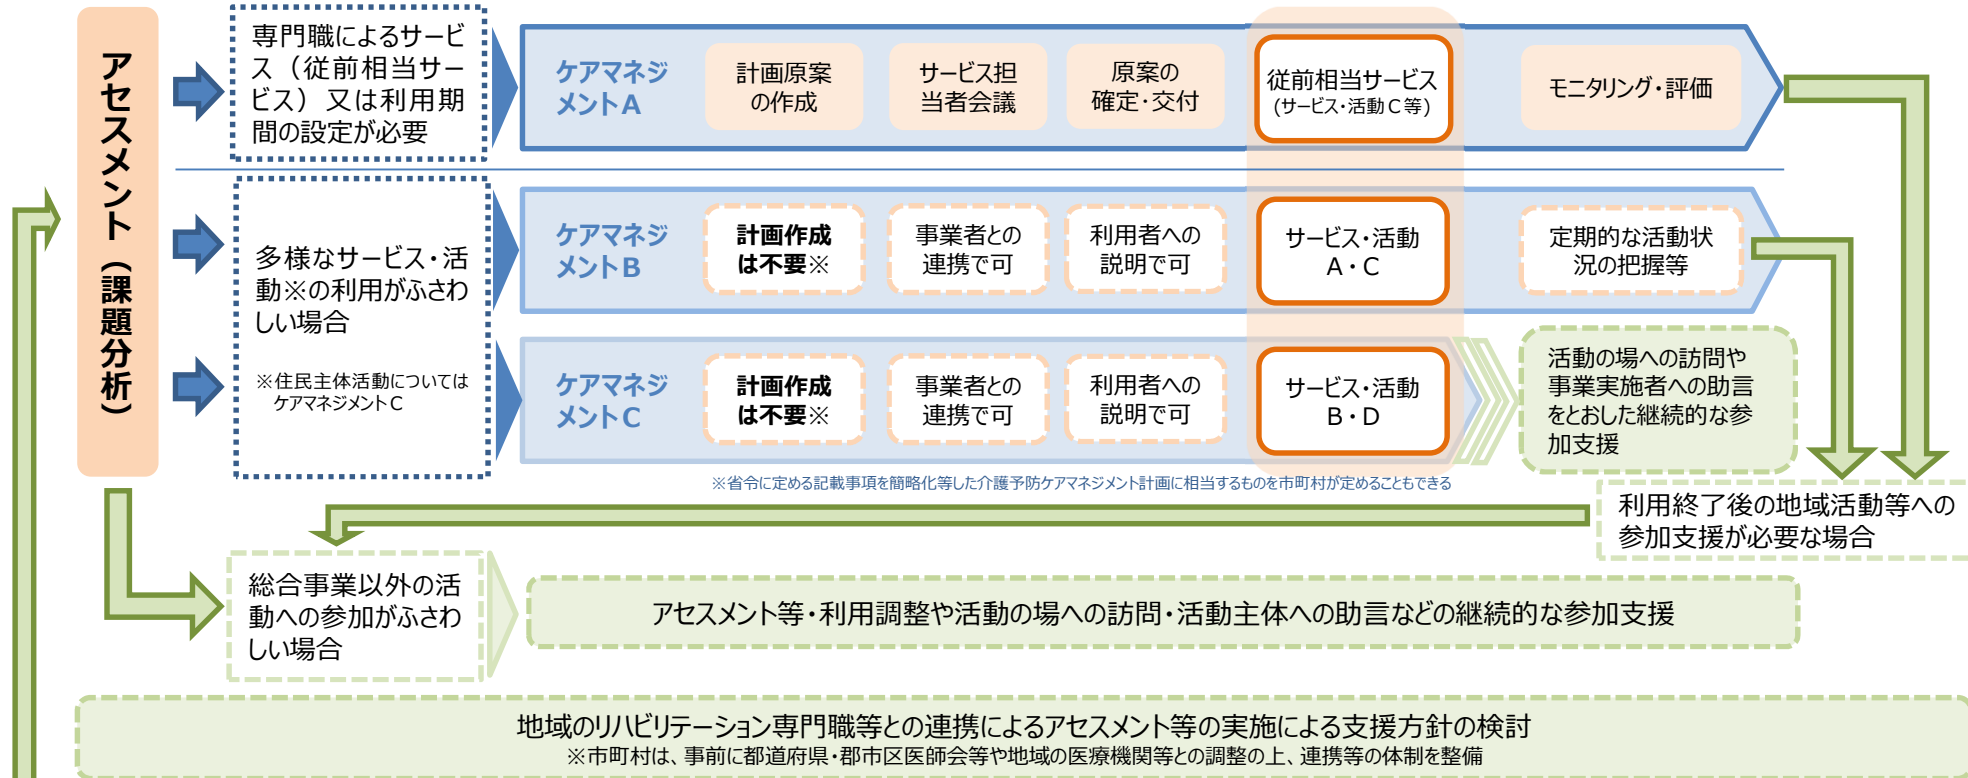 アセスメント（課題分析）
専門職によるサービ
ス（従前相当サー
ビス）又は利用期
間の設定が必要
ケアマネジ
メントA
計画原案
の作成
サービス担
当者会議
原案の
確定・交付
従前相当サービス
(サービス・活動C等)
モニタリング・評価
多様なサービス・活
動※の利用がふさわ
しい場合
※住民主体活動については
ケアマネジメントC
ケアマネジ
メントB
計画作成
は不要※
事業者との
連携で可
利用者への
説明で可
サービス・活動
A・C
定期的な活動状
況の把握等
ケアマネジ
メントC
計画作成
は不要※
事業者との
連携で可
利用者への
説明で可
サービス・活動
B・D
活動の場への訪問や
事業実施者への助言
をとおした継続的な参
加支援
※省令に定める記載事項を簡略化等した介護予防ケアマネジメント計画に相当するものを市町村が定めることもできる
利用終了後の地域活動等への
参加支援が必要な場合
総合事業以外の活
動への参加がふさわ
しい場合
アセスメント等・利用調整や活動の場への訪問・活動主体への助言などの継続的な参加支援
地域のリハビリテーション専門職等との連携によるアセスメント等の実施による支援方針の検討
※市町村は、事前に都道府県・郡市区医師会等や地域の医療機関等との調整の上、連携等の体制を整備